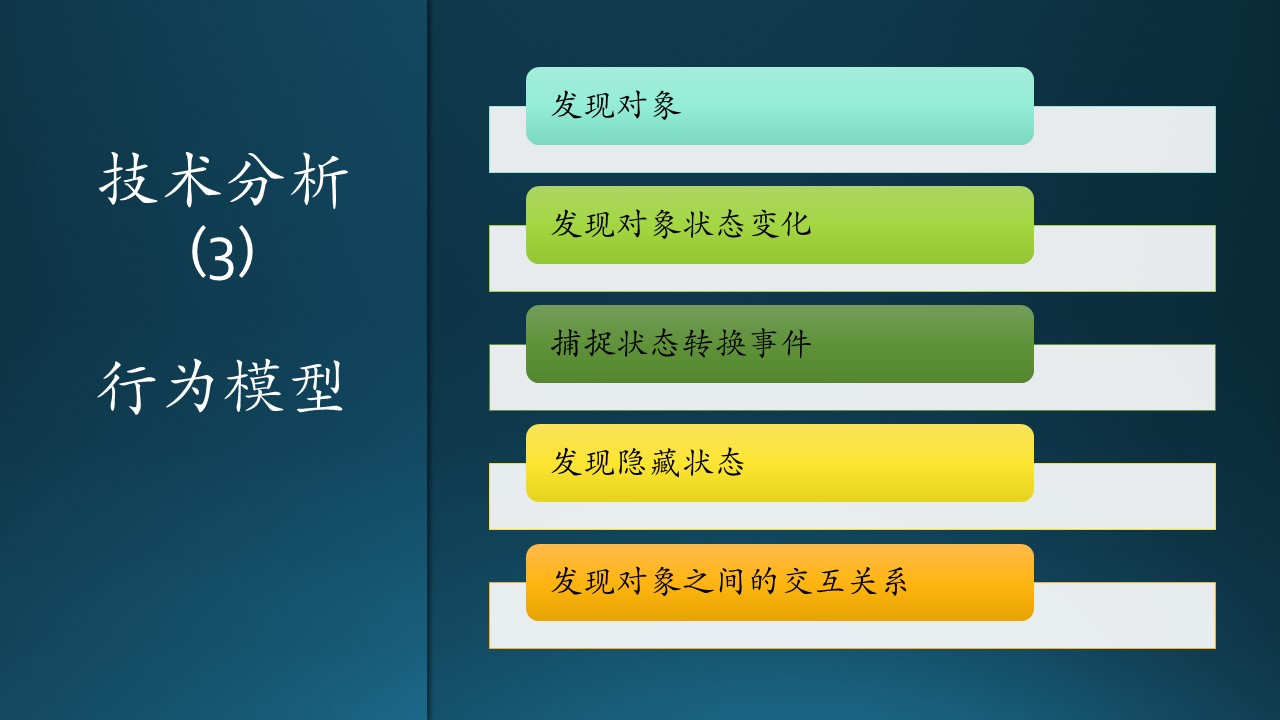 技术分析
(3)
行为模型
发现对象
发现对象状态变化
捕捉状态转换事件
发现隐藏状态
发现对象之间的交互关系